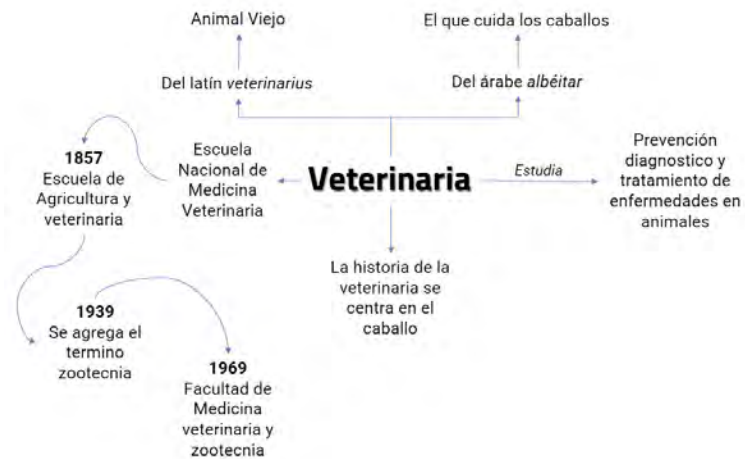 Animal Viejo
El que cuida los caballos
Del latín veterinarius
Del árabe albéitar
1857
Escuela de
Agricultura y
veterinaria
Escuela
Nacional de
Medicina
Veterinaria
Veterinaria
Estudia
Prevención
diagnostico y
tratamiento de
enfermedades en
animales
La historia de la
veterinaria se
centra en el
caballo
1939
Se agrega el
termino
zootecnia
1969
Facultad de
Medicina
veterinaria y
zootecnia